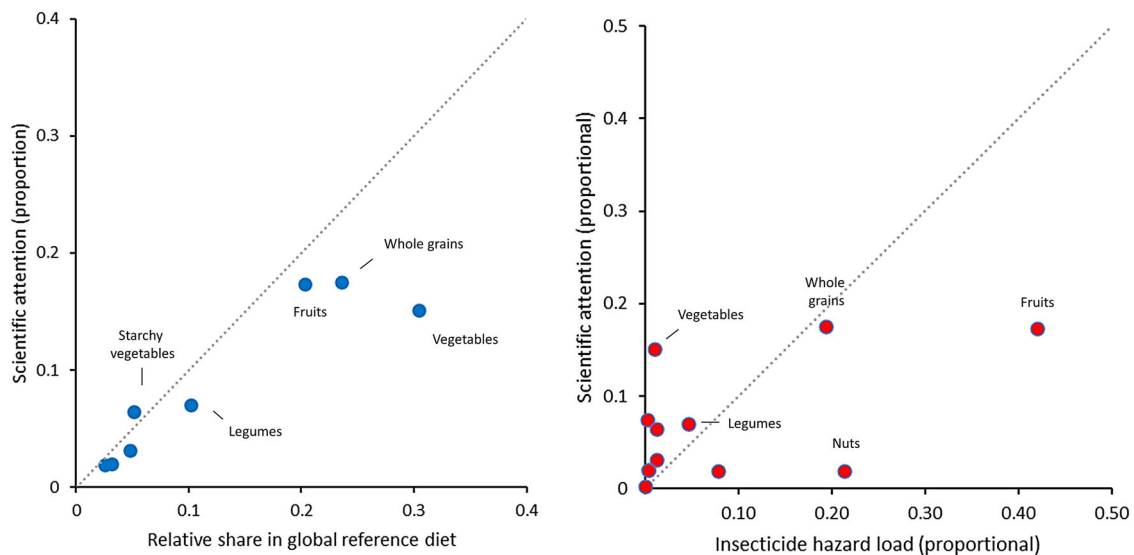 0.4
0.3
0.2
0.1
0
Scientific attention (proportion)
Whole grains
Fruits
Vegetables
Starchy
vegetables
Legumes
0
0.1
0.2
0.3
0.4
Relative share in global reference diet
0.5
0.4
0.3
0.2
0.1
0
Scientific attention (proportional)
Whole
grains
Fruits
Vegetables
Legumes
Nuts
0.10
0.20
0.30
0.40
0.50
Insecticide hazard load (proportional)